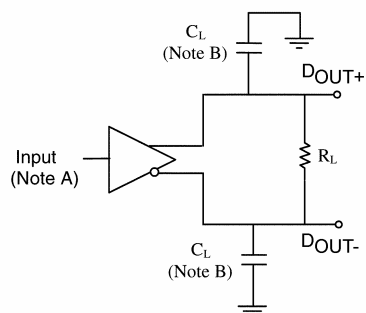 CL
(Note B)
DOUT+
Input
(Note A)
RL
DOUT-
CL
(Note B)